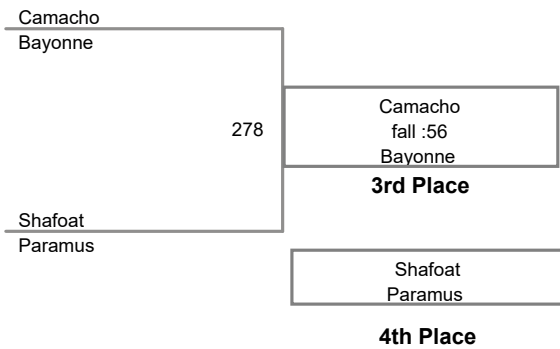 Camacho
Bayonne
278
Camacho
fall :56
Bayonne
3rd Place
Shafoat
Paramus
Shafoat
Paramus
4th Place